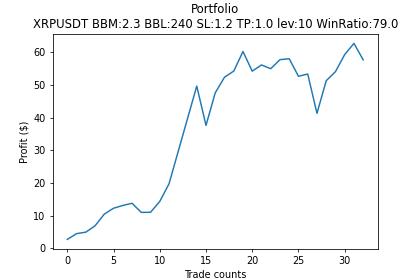 Portfolio
XRPUSDT BBM:2.3 BBL:240 SL:1.2 TP:1.0 lev:10 WinRatio:79.0
Profit ($)
60
50
40
30
20
10
0
0 5 10 15 20 25 30
Trade counts